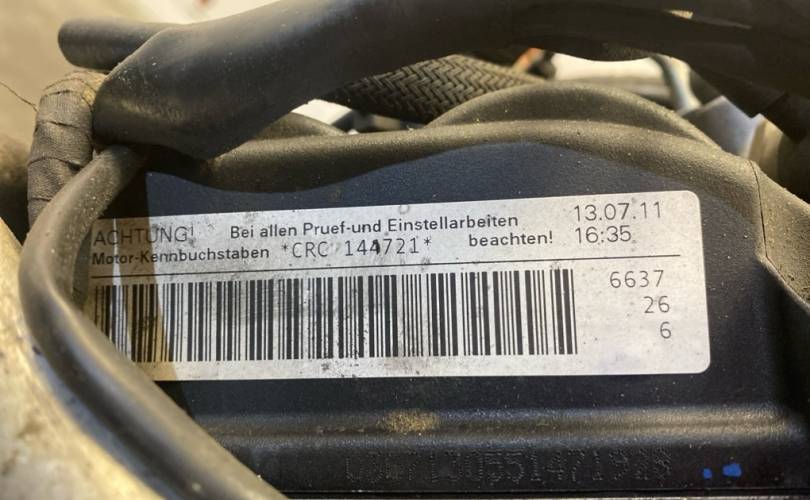 ACHTUNG! Bei allen Pruef-und Einstellarbeiten 13.07.11
Motor-Kennbuchstaben *CRC 144721* beachten! 16:35
6637
26
6